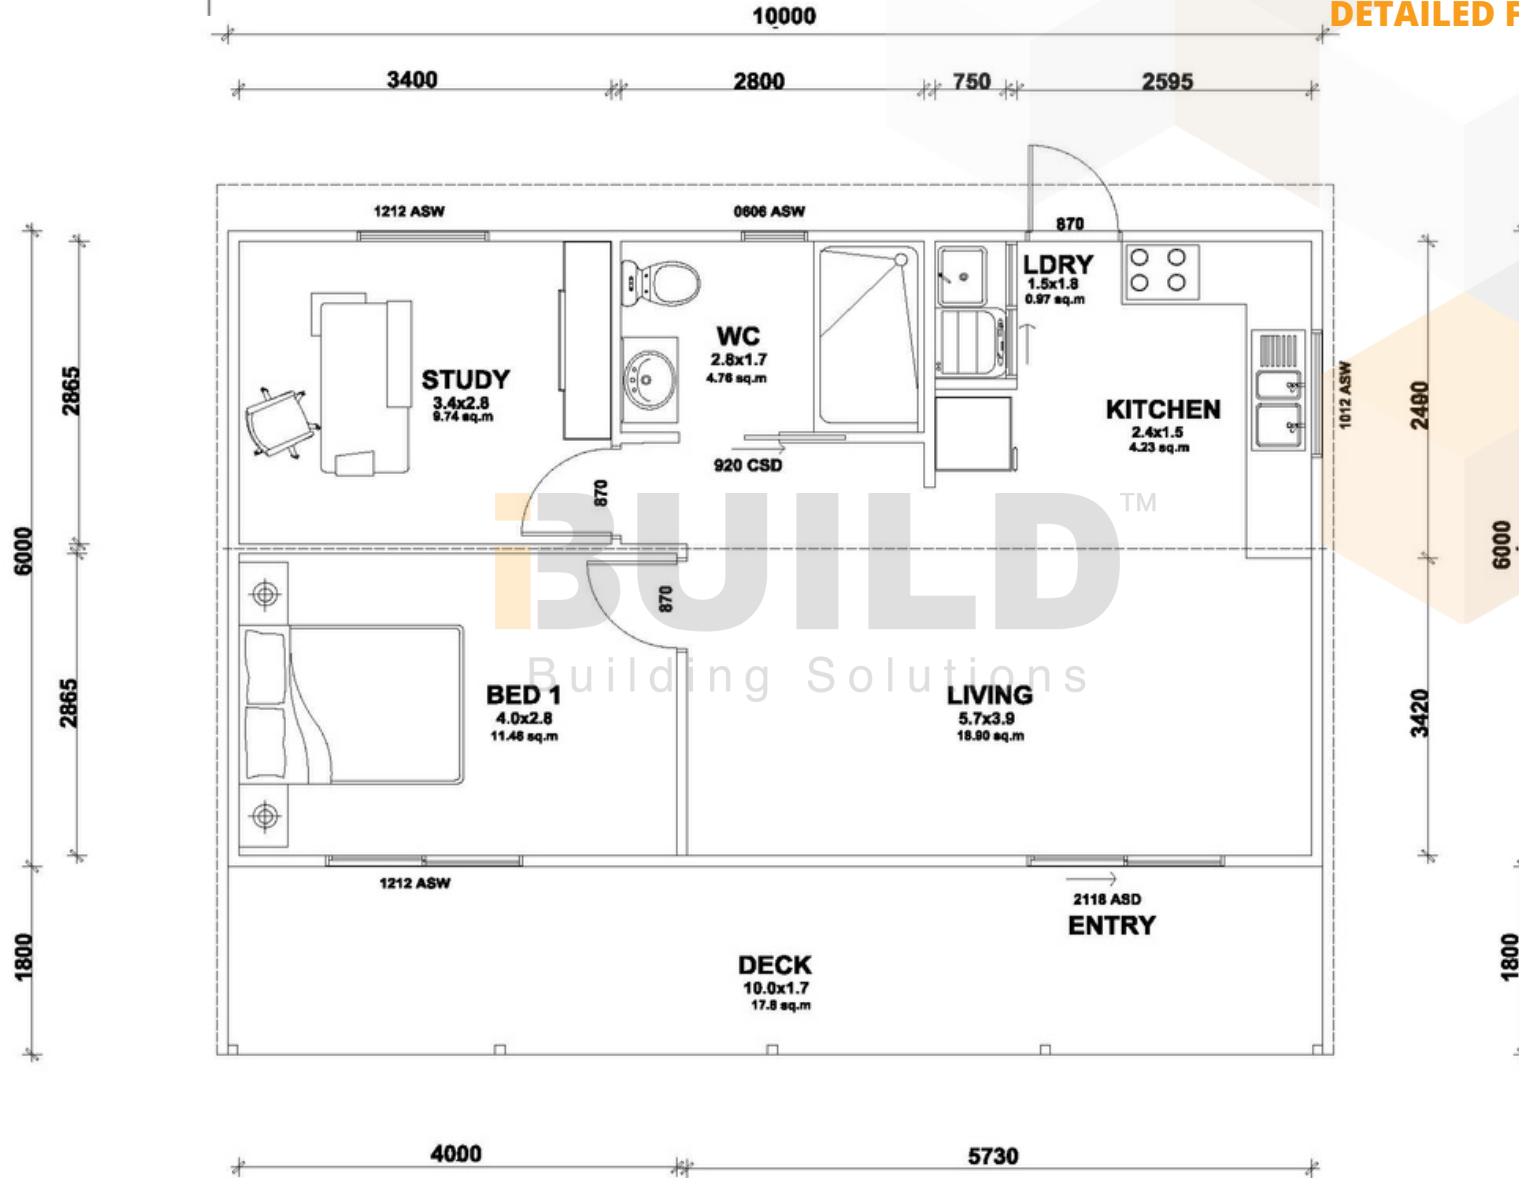 10000
DETAILED F
3400
2800
750
2595
1212 ASW
0606 ASW
870
LDRY
1.5x1.8
0.97 sq.m
WC
2.8x1.7
4.76 sq.m
STUDY
3.4x2.8
9.74 sq.m
2865
KITCHEN
2.4x1.5
4.23 sq.m
1012 ASW
2490
920 CSD
870
iBUILD™
Building Solutions
6000
6000
870
BED 1
4.0x2.8
11.46 sq.m
2865
LIVING
5.7x3.9
18.90 sq.m
3420
1212 ASW
2118 ASD
ENTRY
1800
DECK
10.0x1.7
17.8 sq.m
1800
4000
5730